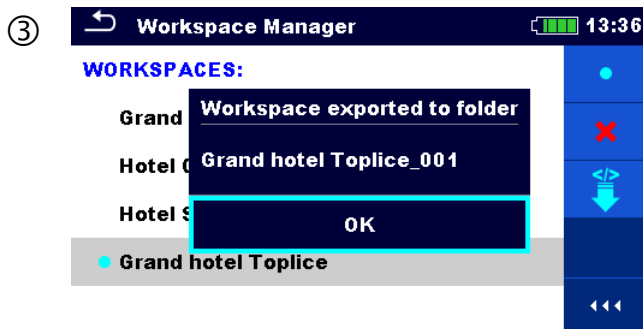 ③
Workspace Manager 13:36
WORKSPACES:
Grand
Workspace exported to folder
Hotel
Grand hotel Toplice_001
Hotel S
OK
Grand hotel Toplice